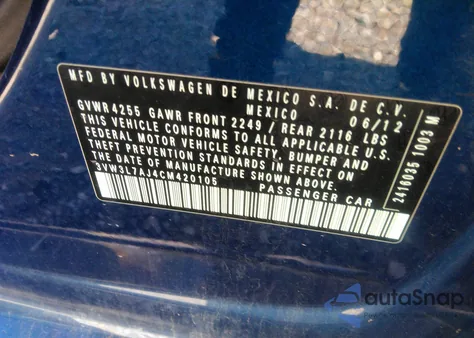 MFD BY VOLKSWAGEN DE MEXICO S.A. DE C.V.
MEXICO 06/12
GVWR4255 GAWR FRONT 2249 / REAR 2116 LBS
THIS VEHICLE CONFORMS TO ALL APPLICABLE U.S.
FEDERAL MOTOR VEHICLE SAFETY, BUMPER AND
THEFT PREVENTION STANDARDS IN EFFECT ON
THE DATE OF MANUFACTURE SHOWN ABOVE.
3VW3L7AJ4CM420105 PASSENGER CAR
2416035 1003 M
autoSnap